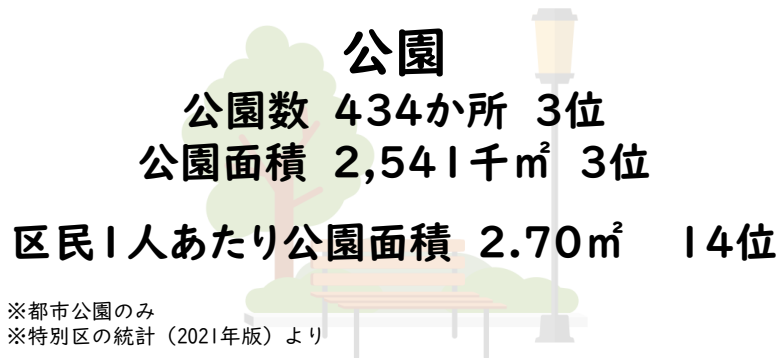 公園
公園数 434か所 3位
公園面積 2,541千㎡ 3位
区民1人あたり公園面積 2.70㎡ 14位
※都市公園のみ
※特別区の統計（2021年版）より